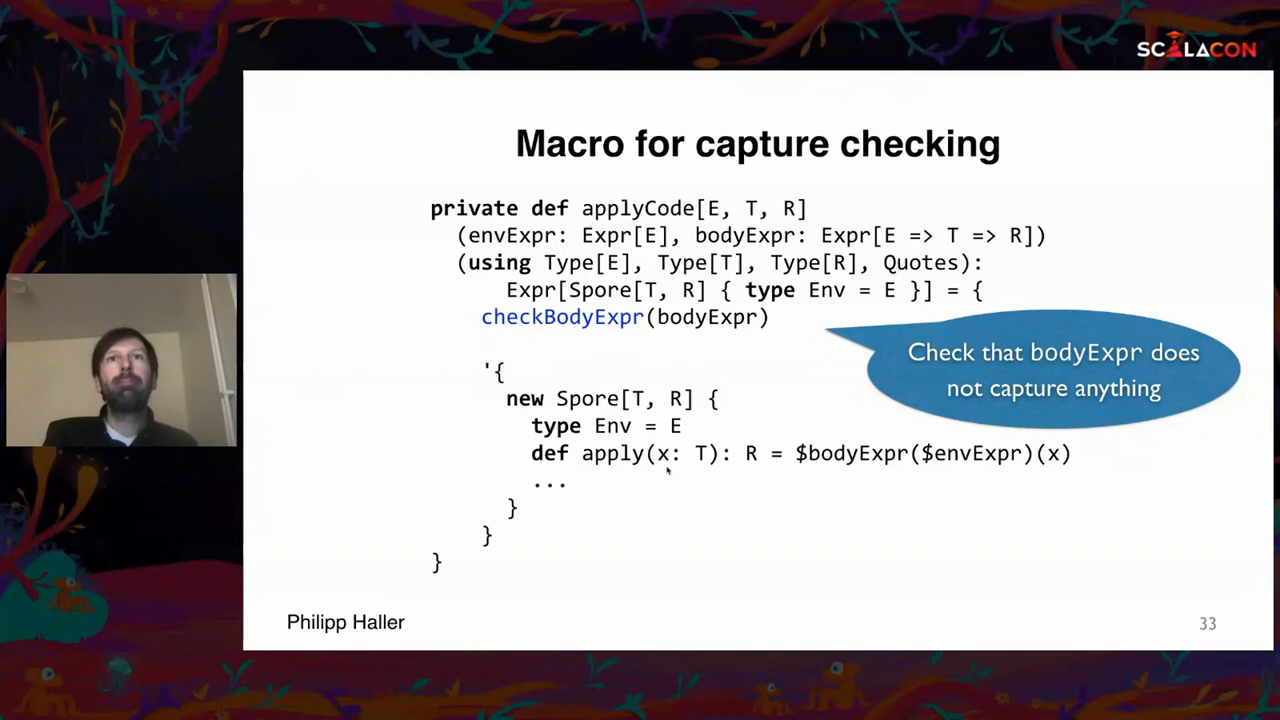 SCALACON
Macro for capture checking
private def applyCode[E, T, R]
(envExpr: Expr[E], bodyExpr: Expr[E => T => R])
(using Type[E], Type[T], Type[R], Quotes):
Expr[Spore[T, R] { type Env = E }] = {
checkBodyExpr(bodyExpr)
Check that bodyExpr does
not capture anything
'{
new Spore[T, R] {
type Env = E
def apply(x: T): R = $bodyExpr($envExpr)(x)
...
}
}
}
Philipp Haller
33